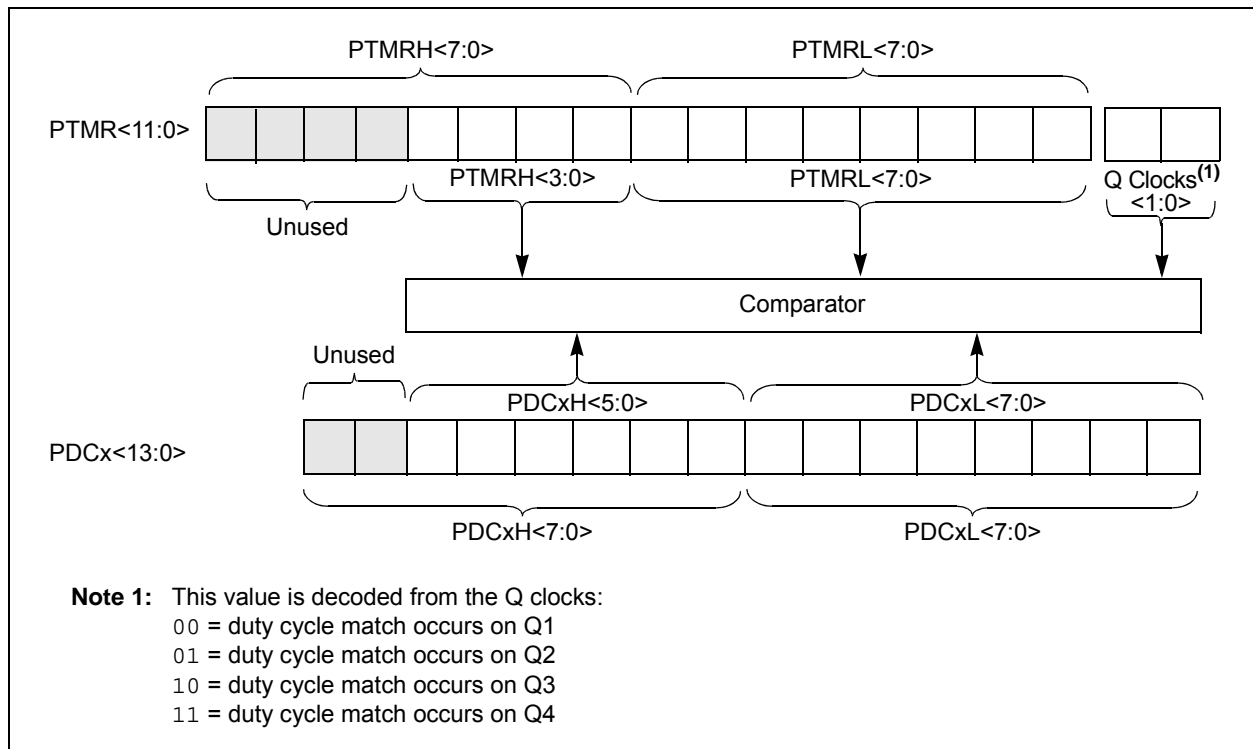 PTMRH<7:0> PTMRL<7:0>
PTMR<11:0>
PTMRH<3:0> PTMRL<7:0> Q Clocks(1)
<1:0>
Unused
Comparator
Unused
PDCxH<5:0> PDCxL<7:0>
PDCx<13:0>
PDCxH<7:0> PDCxL<7:0>
Note 1: This value is decoded from the Q clocks:
00 = duty cycle match occurs on Q1
01 = duty cycle match occurs on Q2
10 = duty cycle match occurs on Q3
11 = duty cycle match occurs on Q4